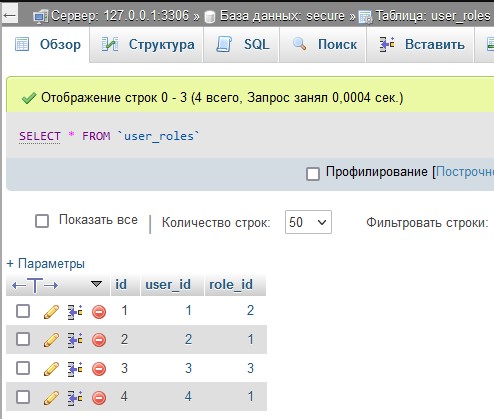 Сервер: 127.0.0.1:3306 » База данных: secure » Таблица: user_roles
Обзор Структура SQL Поиск Вставить
Отображение строк 0 - 3 (4 всего, Запрос занял 0,0004 сек.)
SELECT * FROM `user_roles`
Профилирование [Построчно
Показать все | Количество строк: 50 Фильтровать строки:
+ Параметры
←T→ id user_id role_id
1 1 2
2 2 1
3 3 3
4 4 1